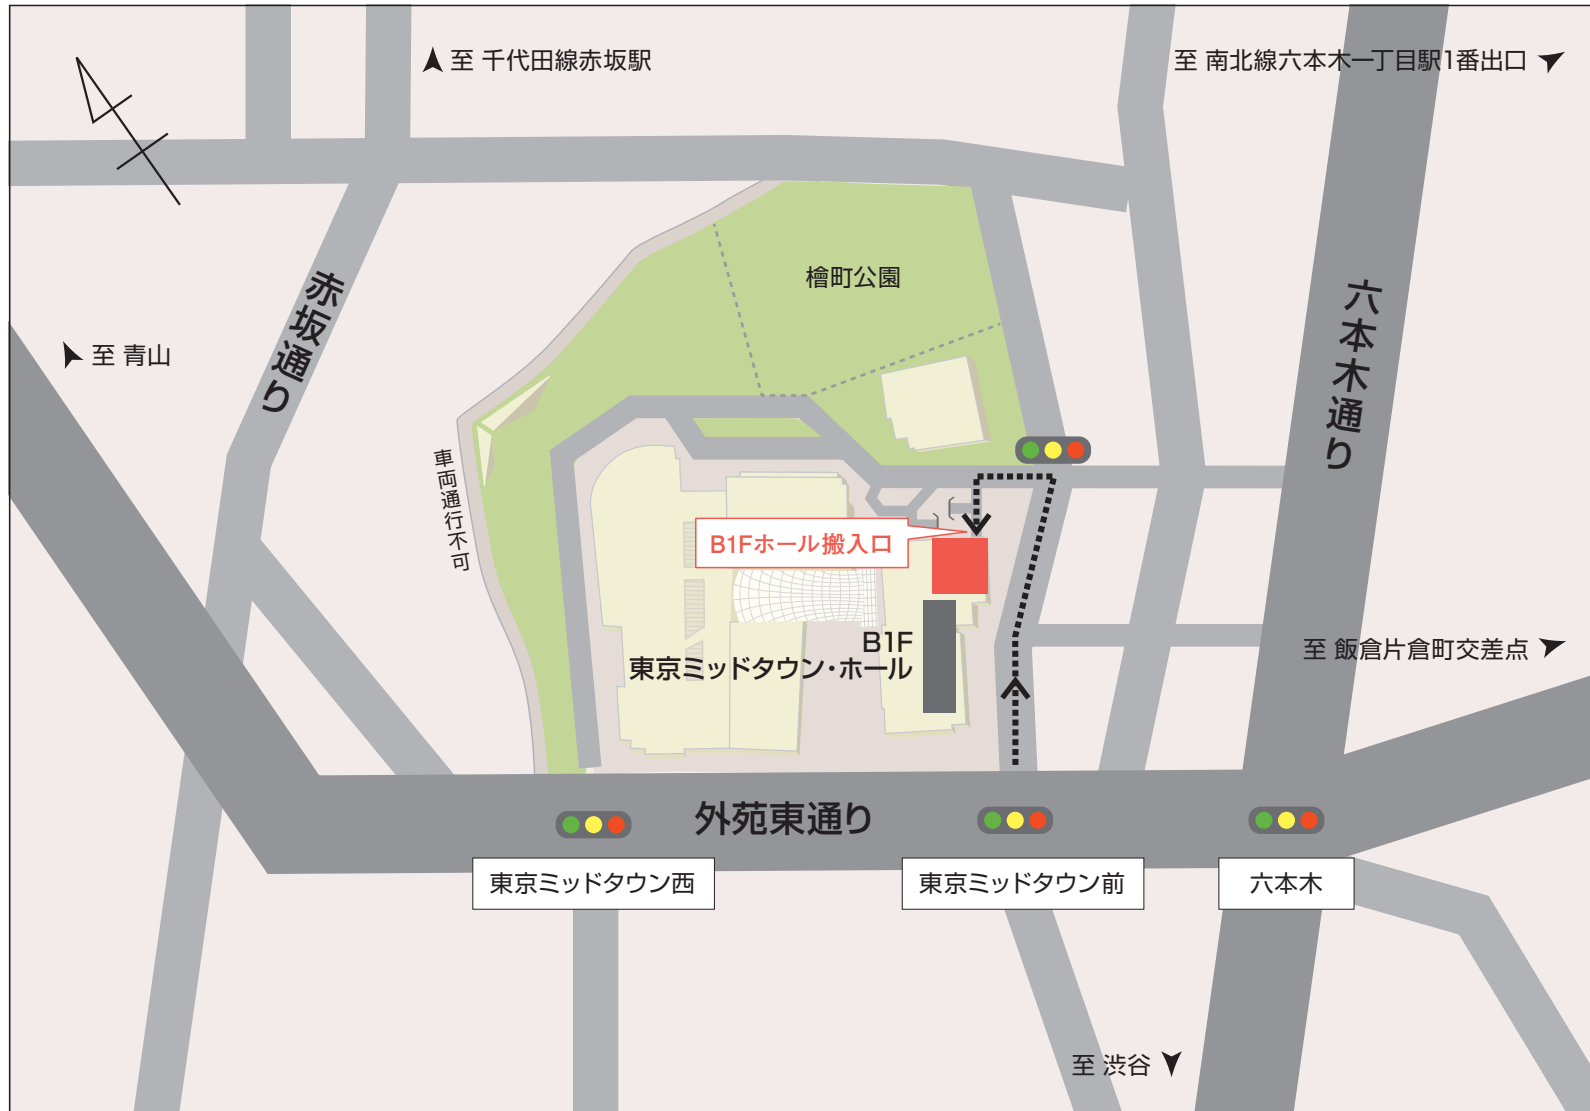 至 千代田線赤坂駅
至 南北線六本木一丁目駅1番出口
檜町公園
赤坂通り
六本木通り
至 青山
車両通行不可
B1Fホール搬入口
B1F
東京ミッドタウン・ホール
至 飯倉片倉町交差点
外苑東通り
東京ミッドタウン西
東京ミッドタウン前
六本木
至 渋谷